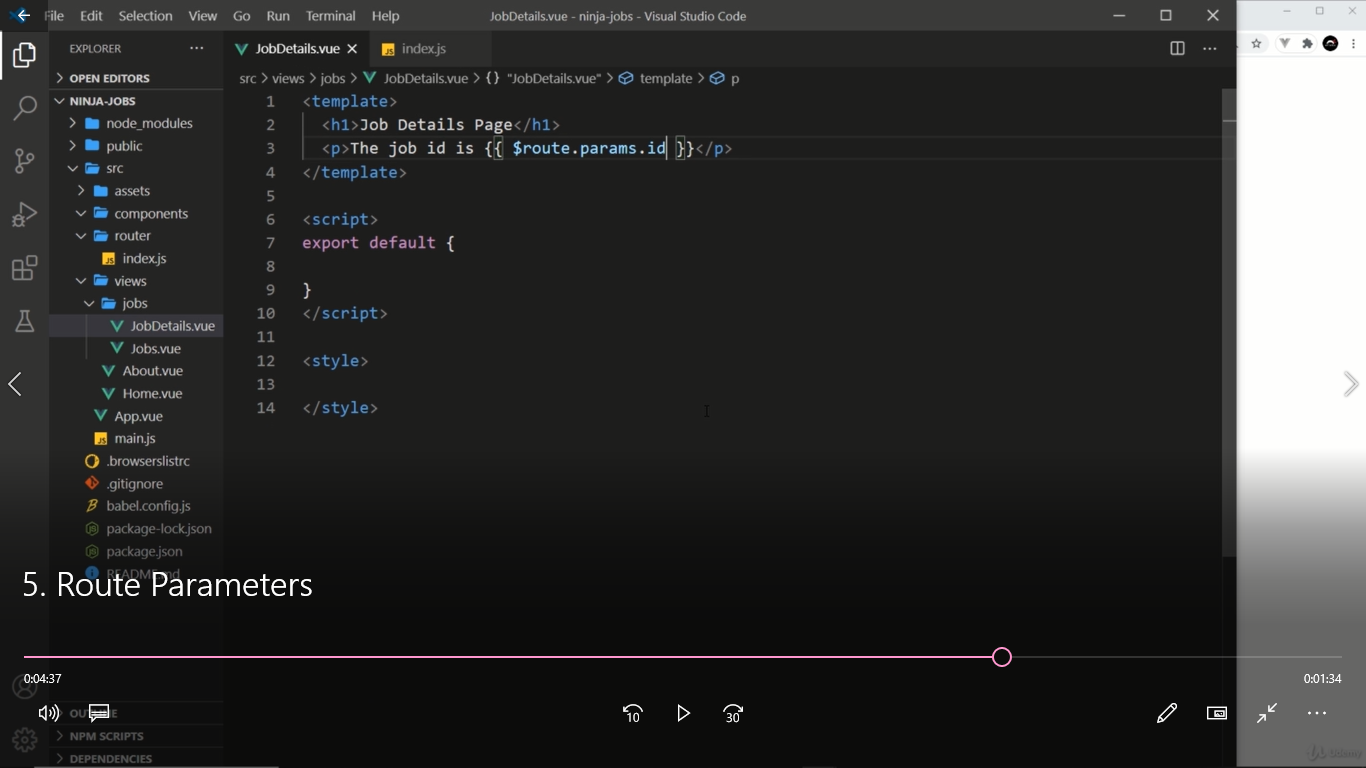 File Edit Selection View Go Run Terminal Help JobDetails.vue - ninja-jobs - Visual Studio Code
EXPLORER
OPEN EDITORS
NINJA-JOBS
node_modules
public
src
assets
components
router
index.js
views
jobs
JobDetails.vue
Jobs.vue
About.vue
Home.vue
App.vue
main.js
.browserslistrc
.gitignore
babel.config.js
package-lock.json
package.json
README.md
OUTLINE
NPM SCRIPTS
DEPENDENCIES
JobDetails.vue index.js
src > views > jobs > JobDetails.vue > {} "JobDetails.vue" > template > p
1 <template>
2 <h1>Job Details Page</h1>
3 <p>The job id is {{ $route.params.id }}</p>
4 </template>
5
6 <script>
7 export default {
8
9 }
10 </script>
11
12 <style>
13
14 </style>
5. Route Parameters
0:04:37 0:01:34
10 30
Udemy